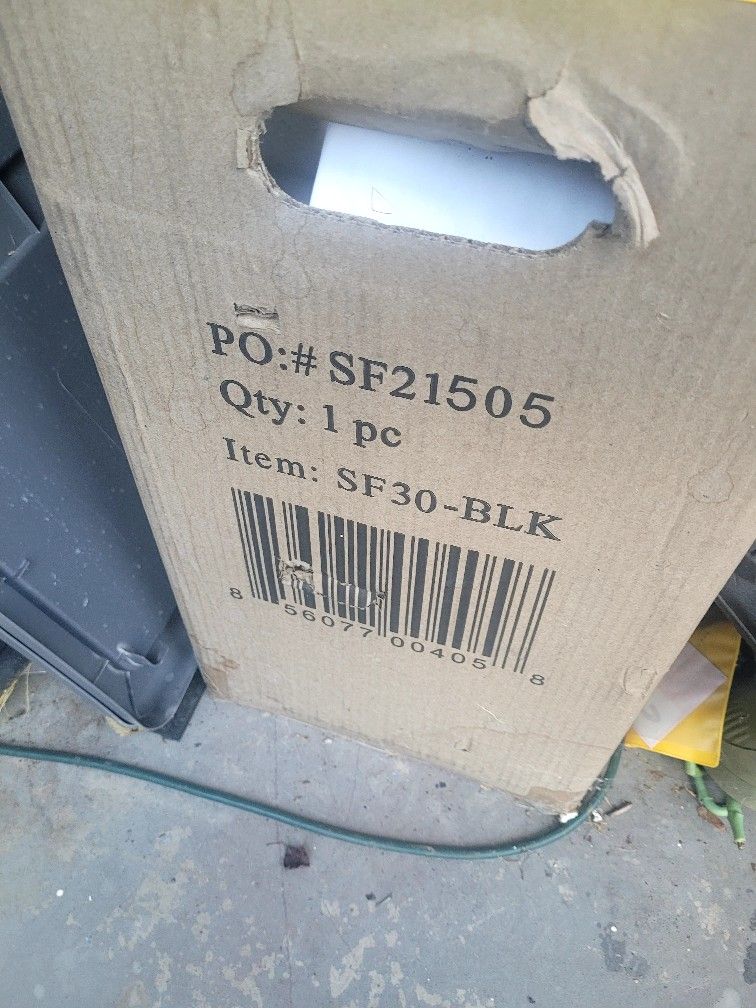 PO:# SF21505
Qty: 1 pc
Item: SF30-BLK
8 56077 00405 8